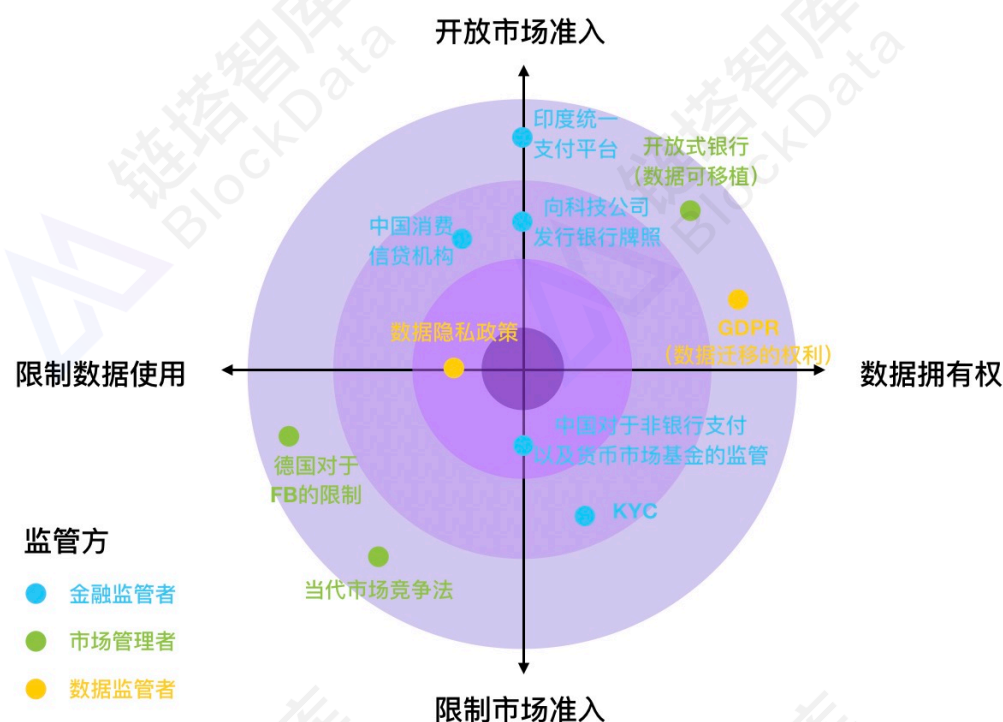 链塔智库
BlockData
链塔智库
BlockData
开放市场准入
印度统一
支付平台
开放式银行
（数据可移植）
向科技公司
发行银行牌照
中国消费
信贷机构
数据隐私政策
GDPR
（数据迁移的权利）
限制数据使用
数据拥有权
中国对于非银行支付
以及货币市场基金的监管
德国对于
FB的限制
KYC
当代市场竞争法
监管方
金融监管者
市场管理者
数据监管者
限制市场准入